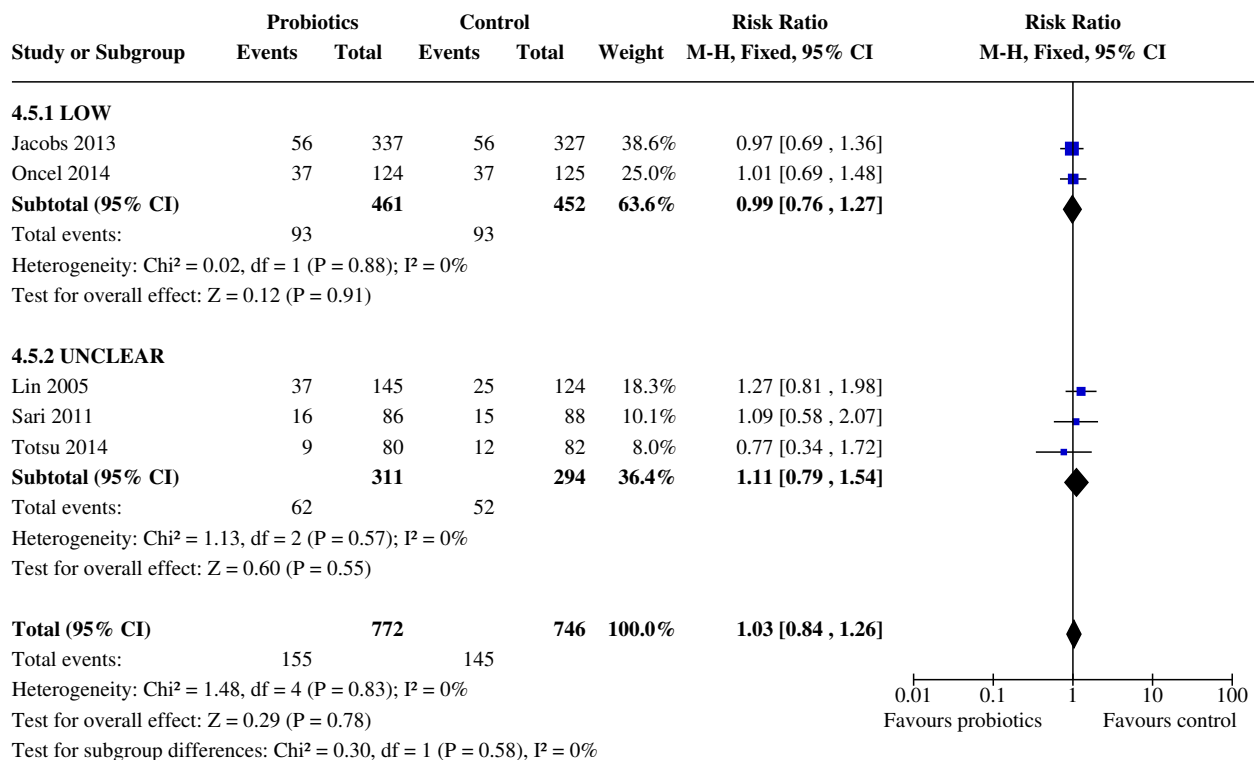 Probiotics Control Risk Ratio Risk Ratio
Study or Subgroup Events Total Events Total Weight M-H, Fixed, 95% CI M-H, Fixed, 95% CI
4.5.1 LOW
Jacobs 2013 56 337 56 327 38.6% 0.97 [0.69 , 1.36]
Oncel 2014 37 124 37 125 25.0% 1.01 [0.69 , 1.48]
Subtotal (95% CI) 461 452 63.6% 0.99 [0.76 , 1.27]
Total events: 93 93
Heterogeneity: Chi² = 0.02, df = 1 (P = 0.88); I² = 0%
Test for overall effect: Z = 0.12 (P = 0.91)
4.5.2 UNCLEAR
Lin 2005 37 145 25 124 18.3% 1.27 [0.81 , 1.98]
Sari 2011 16 86 15 88 10.1% 1.09 [0.58 , 2.07]
Totsu 2014 9 80 12 82 8.0% 0.77 [0.34 , 1.72]
Subtotal (95% CI) 311 294 36.4% 1.11 [0.79 , 1.54]
Total events: 62 52
Heterogeneity: Chi² = 1.13, df = 2 (P = 0.57); I² = 0%
Test for overall effect: Z = 0.60 (P = 0.55)
Total (95% CI) 772 746 100.0% 1.03 [0.84 , 1.26]
Total events: 155 145
Heterogeneity: Chi² = 1.48, df = 4 (P = 0.83); I² = 0%
0.01 0.1 1 10 100
Test for overall effect: Z = 0.29 (P = 0.78)
Favours probiotics Favours control
Test for subgroup differences: Chi² = 0.30, df = 1 (P = 0.58), I² = 0%